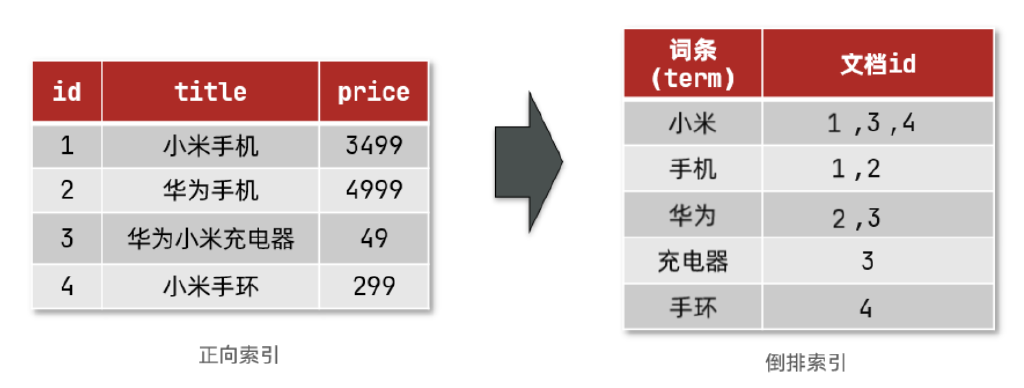 id title price
1 小米手机 3499
2 华为手机 4999
3 华为小米充电器 49
4 小米手环 299
正向索引
词条
(term) 文档id
小米 1 ,3 ,4
手机 1 ,2
华为 2 ,3
充电器 3
手环 4
倒排索引